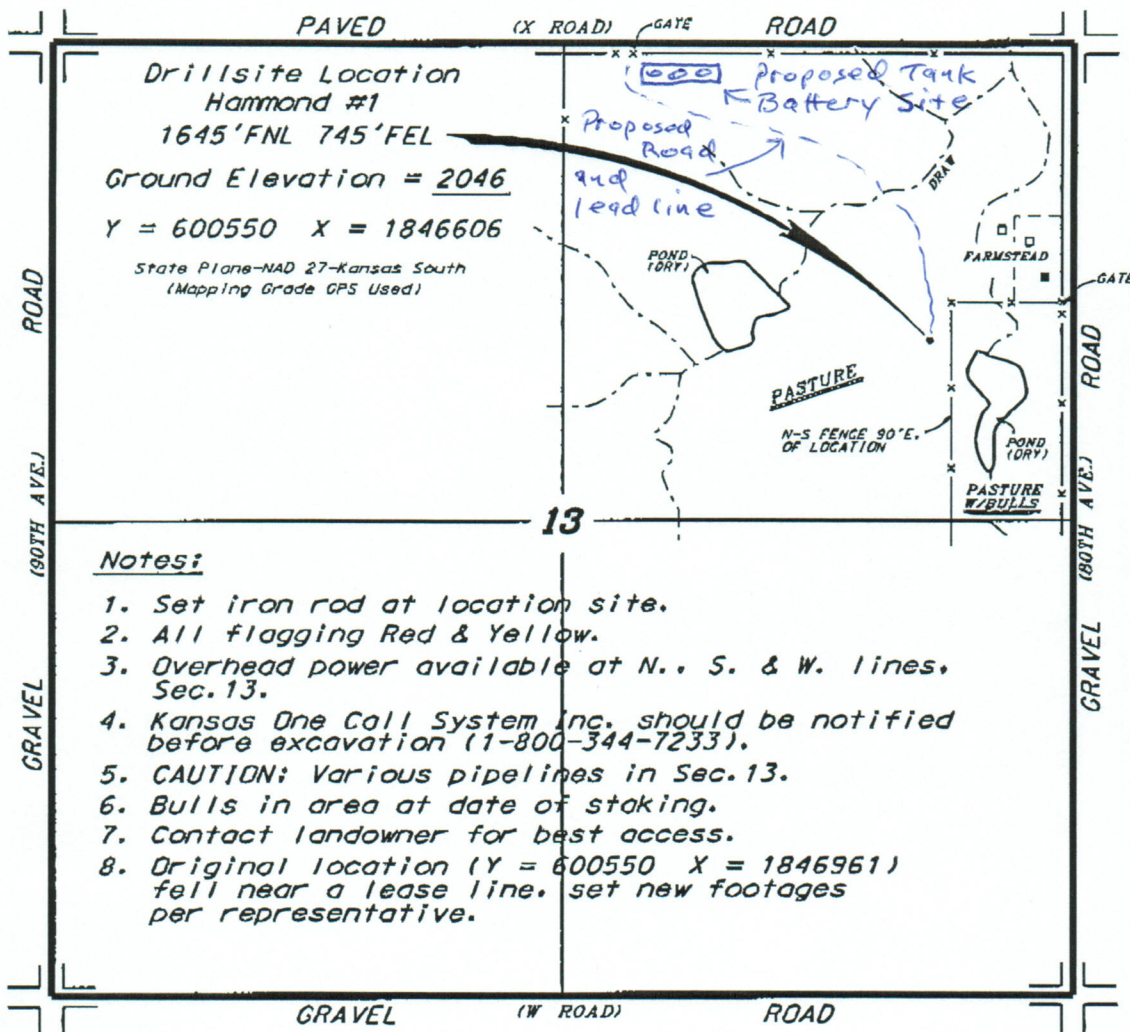 PAVED (X ROAD) GATE ROAD
Drillsite Location
Hammond #1
1645'FNL 745'FEL
Ground Elevation = 2046
Y = 600550 X = 1846606
State Plane-NAD 27-Kansas South
(Mapping Grade GPS Used)
Proposed Tank
Battery Site
Proposed
Road
and
lead line
DRAW
FARMSTEAD
GATE
POND
(DRY)
PASTURE
N-S FENCE 90'E.
OF LOCATION
POND
(DRY)
PASTURE
W/BULLS
ROAD
(90TH AVE.)
GRAVEL
ROAD
(80TH AVE.)
GRAVEL
13
Notes:
1. Set iron rod at location site.
2. All flagging Red & Yellow.
3. Overhead power available at N.. S. & W. lines.
Sec.13.
4. Kansas One Call System Inc. should be notified
before excavation (1-800-344-7233).
5. CAUTION: Various pipelines in Sec.13.
6. Bulls in area at date of staking.
7. Contact landowner for best access.
8. Original location (Y = 600550 X = 1846961)
fell near a lease line. set new footages
per representative.
GRAVEL (W ROAD) ROAD